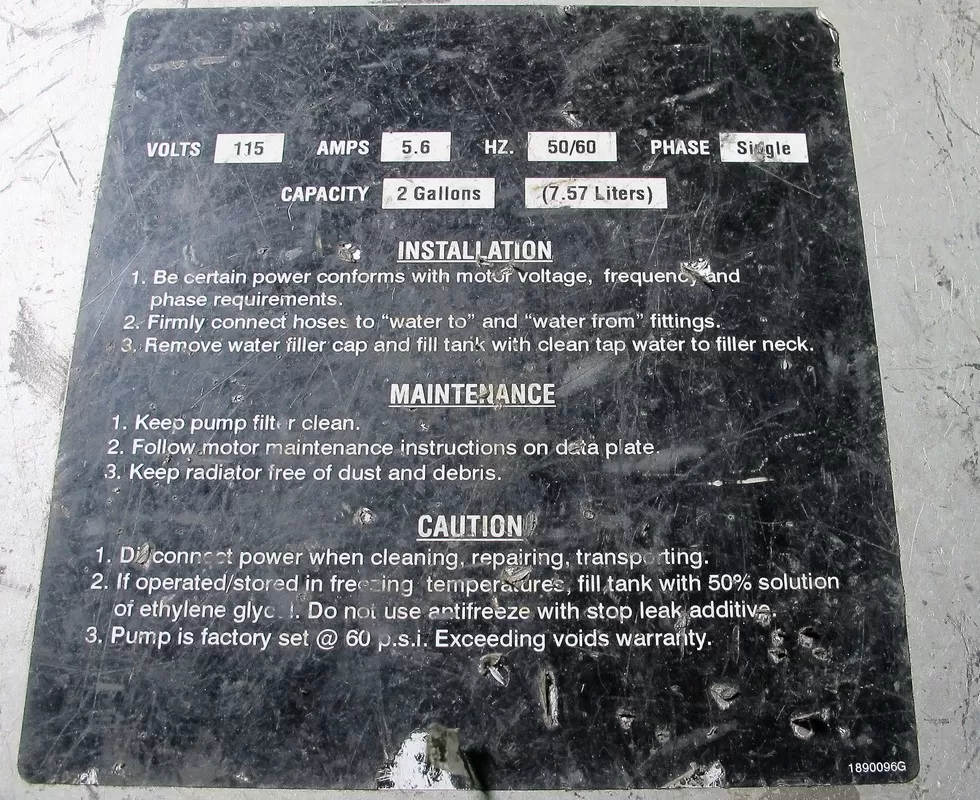 VOLTS 115 AMPS 5.6 HZ. 50/60 PHASE Single
CAPACITY 2 Gallons (7.57 Liters)
INSTALLATION
1. Be certain power conforms with motor voltage, frequency and
phase requirements.
2. Firmly connect hoses to “water to” and “water from” fittings.
3. Remove water filler cap and fill tank with clean tap water to filler neck.
MAINTENANCE
1. Keep pump filter clean.
2. Follow motor maintenance instructions on data plate.
3. Keep radiator free of dust and debris.
CAUTION
1. Disconnect power when cleaning, repairing, transporting.
2. If operated/stored in freezing temperatures, fill tank with 50% solution
of ethylene glycol. Do not use antifreeze with stop leak additive.
3. Pump is factory set @ 60 p.s.i. Exceeding voids warranty.
1890096G